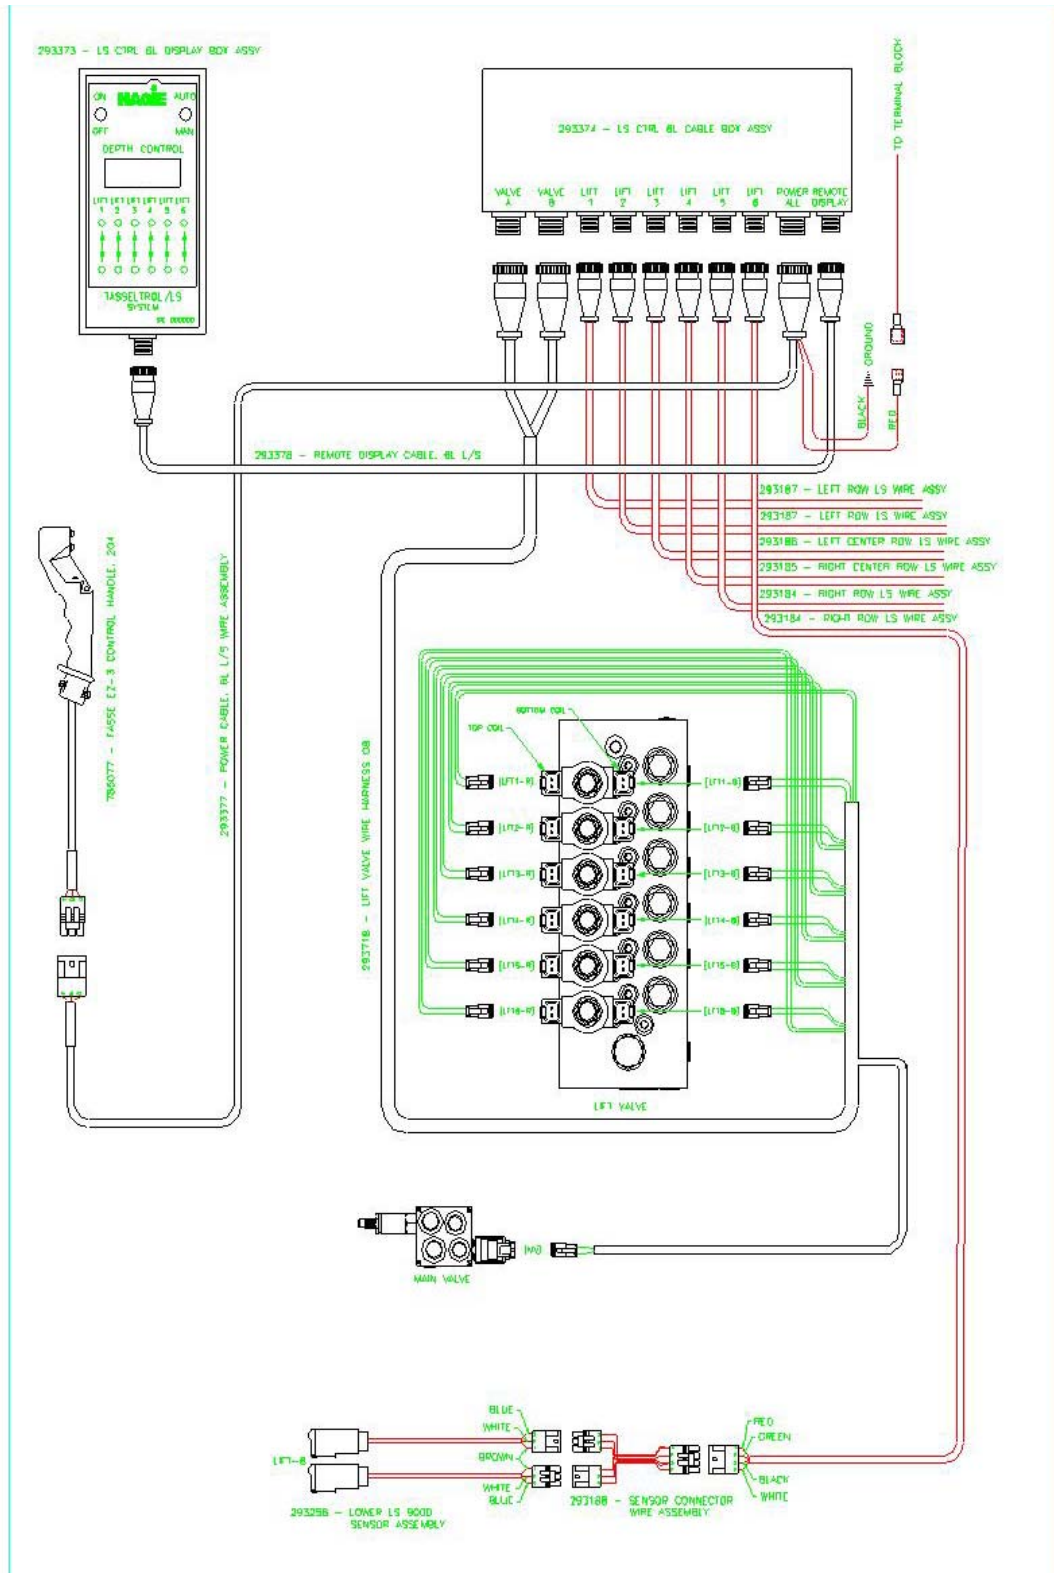 293373 - LS CTRL 6L DISPLAY BOX ASSY
ON
HAGIE
AUTO
OFF
MAN
DEPTH CONTROL
LIFT LIFT LIFT LIFT LIFT LIFT
1 2 3 4 5 6
TASSELTROL/LS
SYSTEM
293374 - LS CTRL 6L CABLE BOX ASSY
VALVE A
VALVE B
LIFT 1
LIFT 2
LIFT 3
LIFT 4
LIFT 5
LIFT 6
POWER ALL
REMOTE DISPLAY
TO TERMINAL BLOCK
GROUND
BLACK
RED
293378 - REMOTE DISPLAY CABLE, 6L L/S
293187 - LEFT ROW LS WIRE ASSY
293187 - LEFT ROW LS WIRE ASSY
293186 - LEFT CENTER ROW LS WIRE ASSY
293185 - RIGHT CENTER ROW LS WIRE ASSY
293184 - RIGHT ROW LS WIRE ASSY
293184 - RIGHT ROW LS WIRE ASSY
785077 - FASSE EZ-3 CONTROL HANDLE, 204
293377 - POWER CABLE, 6L L/S WIRE ASSEMBLY
293718 - LIFT VALVE WIRE HARNESS 08
TOP COIL
BOTTOM COIL
LIFT VALVE
MAIN VALVE
BLUE
WHITE
BROWN
WHITE
BLUE
293256 - LOWER LS 900D
SENSOR ASSEMBLY
293188 - SENSOR CONNECTOR
WIRE ASSEMBLY
RED
GREEN
BLACK
WHITE